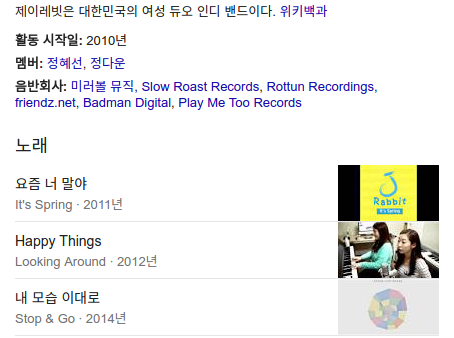 제이레빗은 대한민국의 여성 듀오 인디 밴드이다. 위키백과
활동 시작일: 2010년
멤버: 정혜선, 정다운
음반회사: 미러볼 뮤직, Slow Roast Records, Rottun Recordings,
friendz.net, Badman Digital, Play Me Too Records
노래
요즘 너 말야
It's Spring · 2011년
J
Rabbit
It's Spring
Happy Things
Looking Around · 2012년
내 모습 이대로
Stop & Go · 2014년